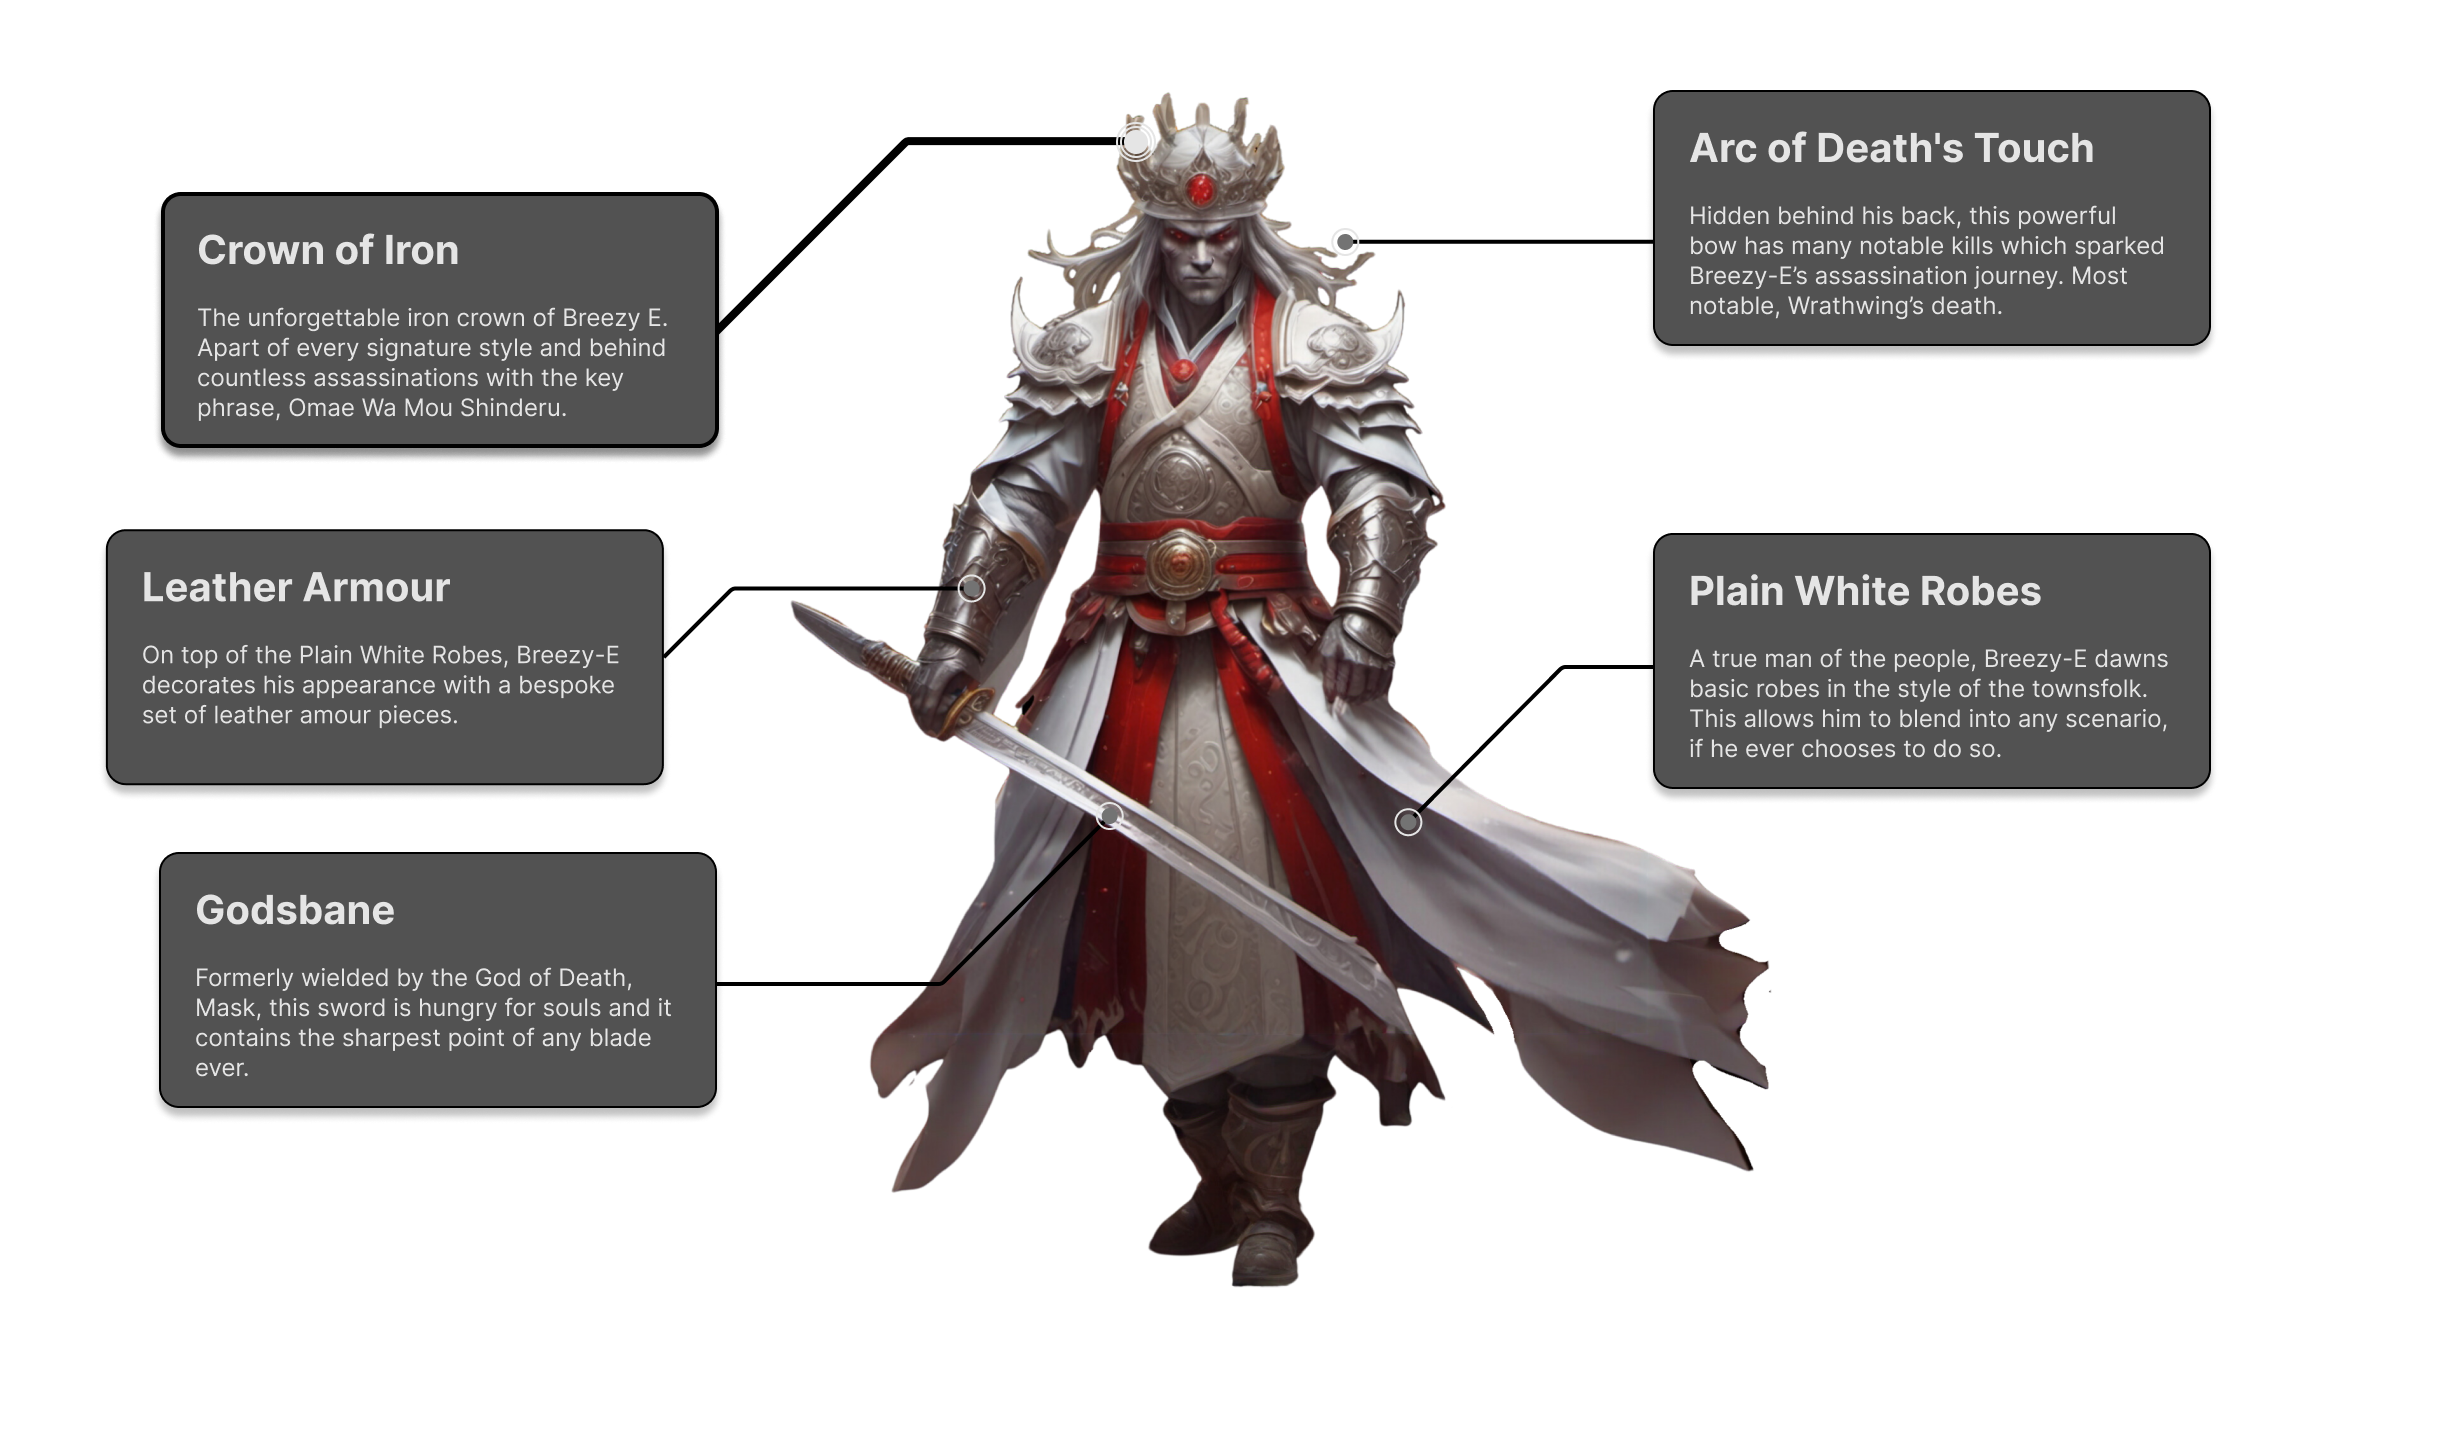 Crown of Iron
The unforgettable iron crown of Breezy E.
Apart of every signature style and behind
countless assassinations with the key
phrase, Omae Wa Mou Shinderu.
Leather Armour
On top of the Plain White Robes, Breezy-E
decorates his appearance with a bespoke
set of leather amour pieces.
Godsbane
Formerly wielded by the God of Death,
Mask, this sword is hungry for souls and it
contains the sharpest point of any blade
ever.
Arc of Death's Touch
Hidden behind his back, this powerful
bow has many notable kills which sparked
Breezy-E’s assassination journey. Most
notable, Wrathwing’s death.
Plain White Robes
A true man of the people, Breezy-E dawns
basic robes in the style of the townsfolk.
This allows him to blend into any scenario,
if he ever chooses to do so.